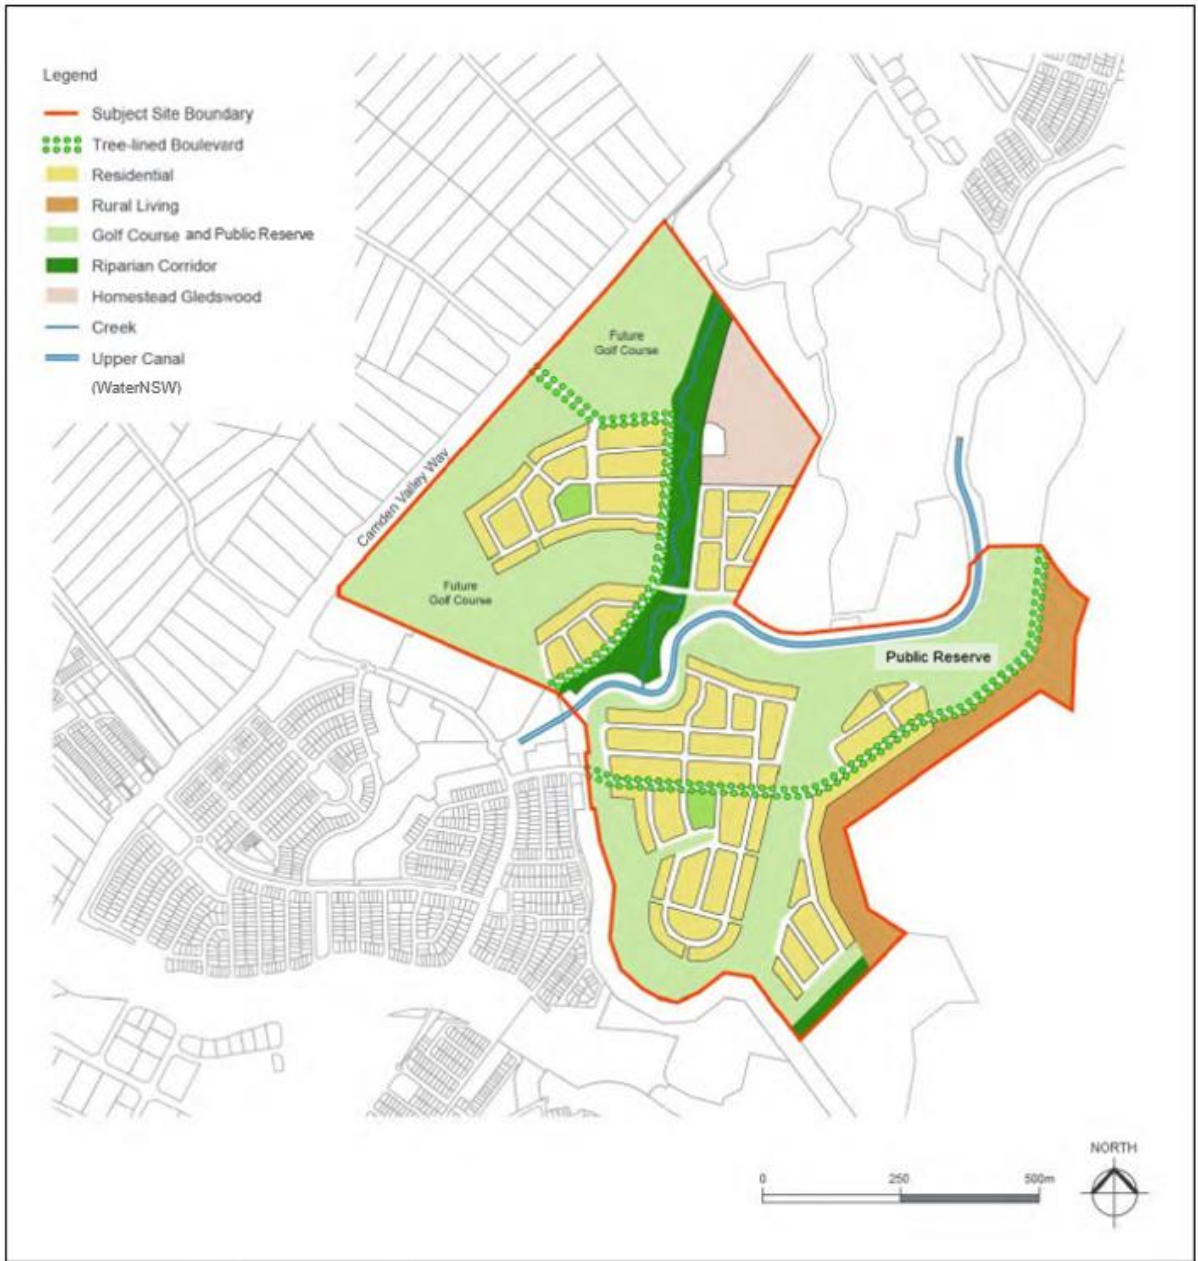 Legend
Subject Site Boundary
Tree-lined Boulevard
Residential
Rural Living
Golf Course and Public Reserve
Riparian Corridor
Homestead Gledswood
Creek
Upper Canal
(WaterNSW)
Future
Golf Course
Camden Valley Way
Future
Golf Course
Public Reserve
NORTH
0 250 500m